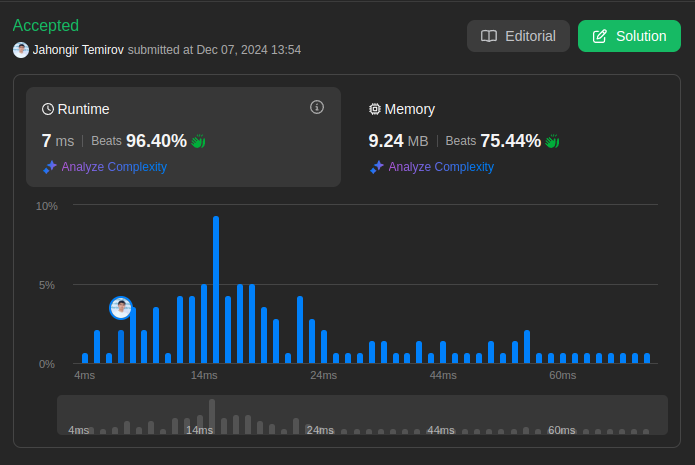 Accepted
Jahongir Temirov submitted at Dec 07, 2024 13:54
Editorial
Solution
Runtime
7 ms | Beats 96.40%
Analyze Complexity
Memory
9.24 MB | Beats 75.44%
Analyze Complexity
10%
5%
0%
4ms 14ms 24ms 44ms 60ms
4ms 14ms 24ms 44ms 60ms